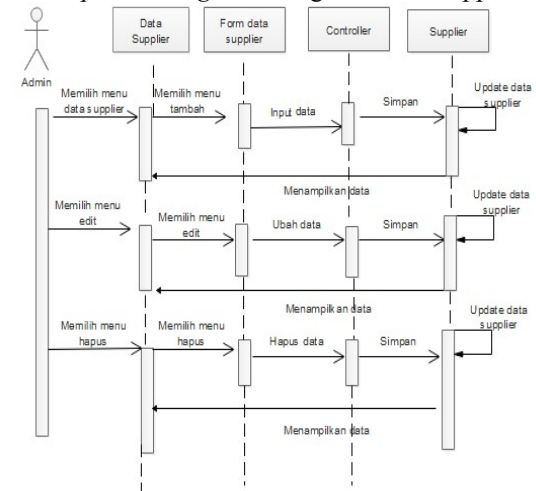 Data
Supplier
Form data
supplier
Controller
Supplier
Admin
Memilih menu
data supplier
Memilih menu
tambah
Input data
Simpan
Update data
supplier
Menampilkan data
Memilih menu
edit
Memilih menu
edit
Ubah data
Simpan
Update data
supplier
Menampilkan data
Memilih menu
hapus
Memilih menu
hapus
Hapus data
Simpan
Update data
supplier
Menampilkan data